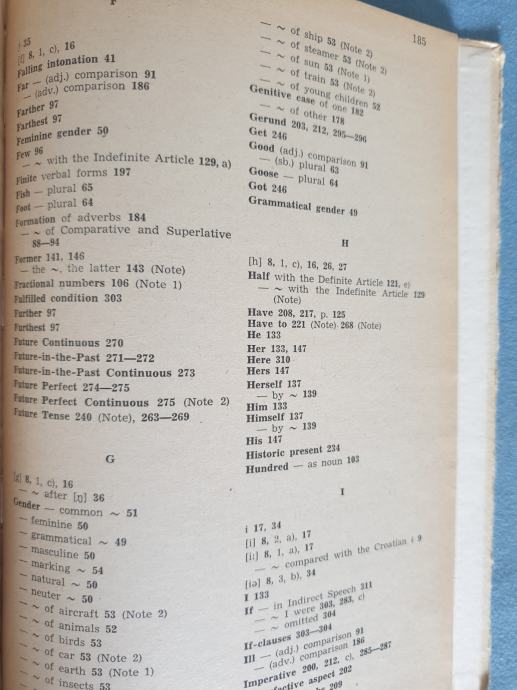 F
i 35
[f] 8, 1, c), 16
Falling intonation 41
Far — (adj.) comparison 91
— (adv.) comparison 186
Farther 97
Farthest 97
Feminine gender 50
Few 96
— ~ with the Indefinite Article 129, a)
Finite verbal forms 197
Fish — plural 65
Foot — plural 64
Formation of adverbs 184
— ~ of Comparative and Superlative
88—94
Former 141, 146
— the ~, the latter 143 (Note)
Fractional numbers 106 (Note 1)
Fulfilled condition 303
Further 97
Furthest 97
Future Continuous 270
Future-in-the-Past 271—272
Future-in-the-Past Continuous 273
Future Perfect 274—275
Future Perfect Continuous 275 (Note 2)
Future Tense 240 (Note), 263—269
G
[g] 8, 1, c), 16
— ~ after [ŋ] 36
Gender — common ~ 51
— feminine 50
— grammatical ~ 49
— masculine 50
— marking ~ 54
— natural ~ 50
— neuter ~ 50
— ~ of aircraft 53 (Note 2)
— ~ of animals 52
— ~ of birds 53
— ~ of car 53 (Note 2)
— ~ of earth 53 (Note 1)
— ~ of insects 53
185
— ~ of ship 53 (Note 2)
— ~ of steamer 53 (Note 2)
— ~ of sun 53 (Note 1)
— ~ of train 53 (Note 2)
— ~ of young children 52
Genitive case of one 182
— ~ of other 178
Gerund 203, 212, 295—296
Get 246
Good (adj.) comparison 91
— (sb.) plural 63
Goose — plural 64
Got 246
Grammatical gender 49
H
[h] 8, 1, c), 16, 26, 27
Half with the Definite Article 121, e)
— ~ with the Indefinite Article 129
(Note)
Have 208, 217, p. 125
Have to 221 (Note) 268 (Note)
He 133
Her 133, 147
Here 310
Hers 147
Herself 137
— by ~ 139
Him 133
Himself 137
— by ~ 139
His 147
Historic present 234
Hundred — as noun 103
I
i 17, 34
[i] 8, 2, a), 17
[i:] 8, 1, a), 17
— ~ compared with the Croatian i 9
[iə] 8, 3, b), 34
I 133
If — in Indirect Speech 311
— ~ I were 303, 283, c)
— ~ omitted 304
If-clauses 303—304
Ill — (adj.) comparison 91
— (adv.) comparison 186
Imperative 200, 212, c), 285—287
aspect 202
209